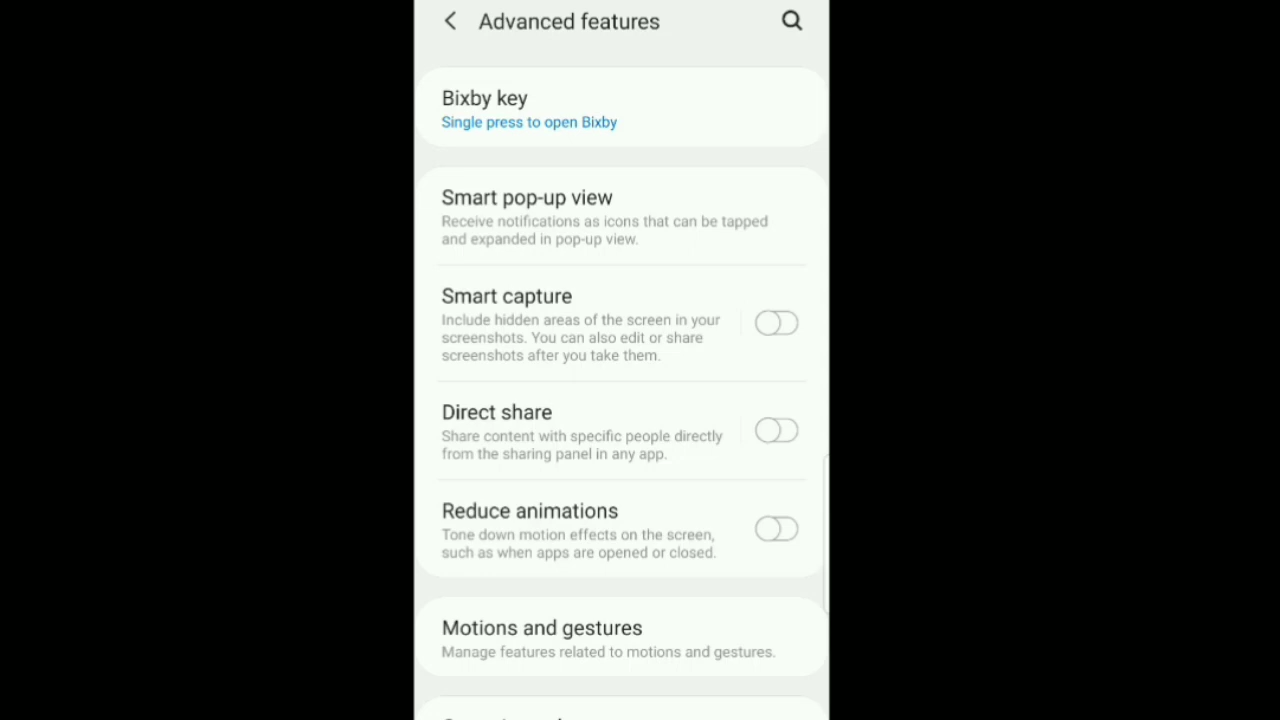 Advanced features
Bixby key
Single press to open Bixby
Smart pop-up view
Receive notifications as icons that can be tapped
and expanded in pop-up view.
Smart capture
Include hidden areas of the screen in your
screenshots. You can also edit or share
screenshots after you take them.
Direct share
Share content with specific people directly
from the sharing panel in any app.
Reduce animations
Tone down motion effects on the screen,
such as when apps are opened or closed.
Motions and gestures
Manage features related to motions and gestures.